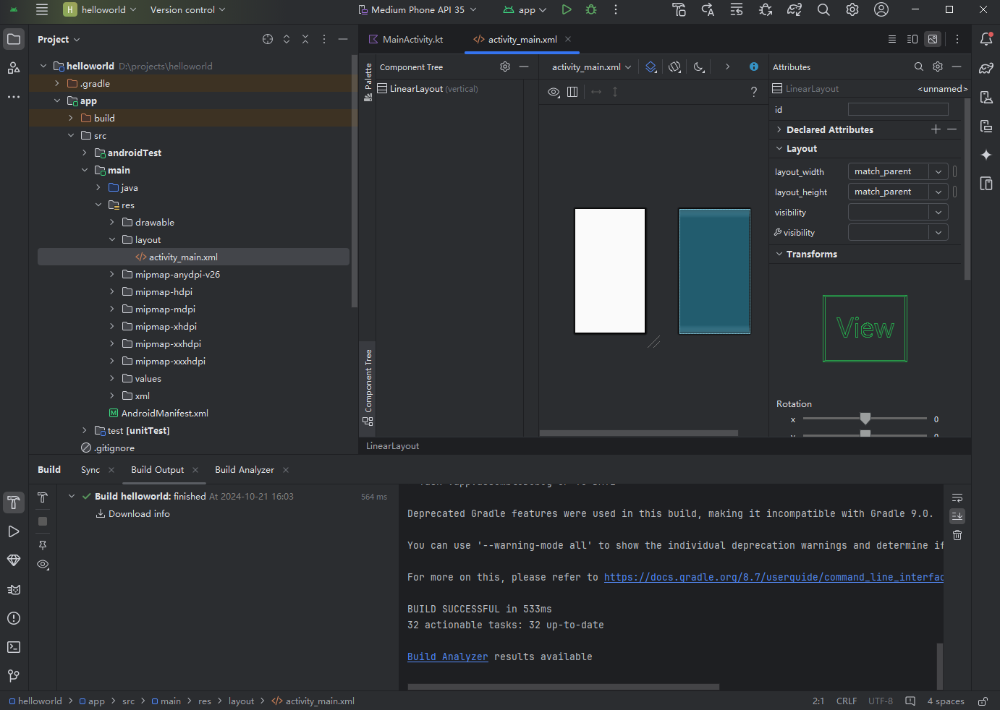 H helloworld Version control Medium Phone API 35 app
Project
helloworld D:\projects\helloworld
.gradle
app
build
src
androidTest
main
java
res
drawable
layout
activity_main.xml
mipmap-anydpi-v26
mipmap-hdpi
mipmap-mdpi
mipmap-xhdpi
mipmap-xxhdpi
mipmap-xxxhdpi
values
xml
AndroidManifest.xml
test [unitTest]
.gitignore
MainActivity.kt activity_main.xml
Palette
Component Tree
LinearLayout (vertical)
Component Tree
activity_main.xml
?
LinearLayout
Attributes
LinearLayout <unnamed>
id
Declared Attributes
Layout
layout_width match_parent
layout_height match_parent
visibility
visibility
Transforms
View
Rotation
x 0
Build Sync Build Output Build Analyzer
Build helloworld: finished At 2024-10-21 16:03 564 ms
Download info
Deprecated Gradle features were used in this build, making it incompatible with Gradle 9.0.
You can use '--warning-mode all' to show the individual deprecation warnings and determine if
For more on this, please refer to https://docs.gradle.org/8.7/userguide/command_line_interfac
BUILD SUCCESSFUL in 533ms
32 actionable tasks: 32 up-to-date
Build Analyzer results available
helloworld > app > src > main > res > layout > activity_main.xml
2:1 CRLF UTF-8 4 spaces